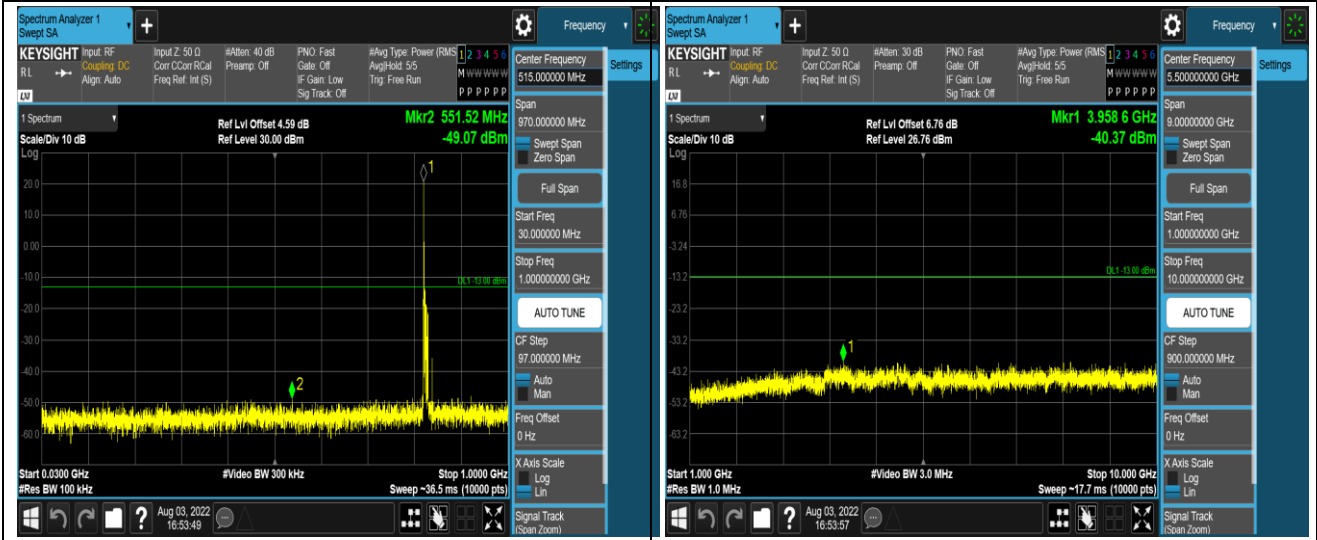 Spectrum Analyzer 1
Swept SA
+
Frequency
KEYSIGHT
Input: RF
Coupling: DC
Align: Auto
Input Z: 50 Ω
Corr CCorr RCal
Freq Ref: Int (S)
#Atten: 40 dB
Preamp: Off
PNO: Fast
Gate: Off
IF Gain: Low
Sig Track: Off
#Avg Type: Power (RMS
Avg|Hold: 5/5
Trig: Free Run
1 2 3 4 5 6
M W W W W W
P P P P P P
R L
LXI
Center Frequency
515.000000 MHz
Settings
Span
970.000000 MHz
Swept Span
Zero Span
Full Span
Start Freq
30.000000 MHz
Stop Freq
1.000000000 GHz
AUTO TUNE
CF Step
97.000000 MHz
Auto
Man
Freq Offset
0 Hz
X Axis Scale
Log
Lin
Signal Track
(Span Zoom)
1 Spectrum
Scale/Div 10 dB
Log
Ref Lvl Offset 4.59 dB
Ref Level 30.00 dBm
Mkr2 551.52 MHz
-49.07 dBm
1
20.0
10.0
0.00
-10.0
DL1 -13.00 dBm
-20.0
-30.0
-40.0
2
-50.0
-60.0
Start 0.0300 GHz
#Video BW 300 kHz
Stop 1.0000 GHz
#Res BW 100 kHz
Sweep ~36.5 ms (10000 pts)
?
Aug 03, 2022
16:53:49
Spectrum Analyzer 1
Swept SA
+
Frequency
KEYSIGHT
Input: RF
Coupling: DC
Align: Auto
Input Z: 50 Ω
Corr CCorr RCal
Freq Ref: Int (S)
#Atten: 30 dB
Preamp: Off
PNO: Fast
Gate: Off
IF Gain: Low
Sig Track: Off
#Avg Type: Power (RMS
Avg|Hold: 5/5
Trig: Free Run
1 2 3 4 5 6
M W W W W W
P P P P P P
R L
LXI
Center Frequency
5.500000000 GHz
Settings
Span
9.00000000 GHz
Swept Span
Zero Span
Full Span
Start Freq
1.000000000 GHz
Stop Freq
10.000000000 GHz
AUTO TUNE
CF Step
900.000000 MHz
Auto
Man
Freq Offset
0 Hz
X Axis Scale
Log
Lin
Signal Track
(Span Zoom)
1 Spectrum
Scale/Div 10 dB
Log
Ref Lvl Offset 6.76 dB
Ref Level 26.76 dBm
Mkr1 3.958 6 GHz
-40.37 dBm
16.8
6.76
-3.24
-13.2
DL1 -13.00 dBm
-23.2
-33.2
1
-43.2
-53.2
-63.2
Start 1.000 GHz
#Video BW 3.0 MHz
Stop 10.000 GHz
#Res BW 1.0 MHz
Sweep ~17.7 ms (10000 pts)
?
Aug 03, 2022
16:53:57